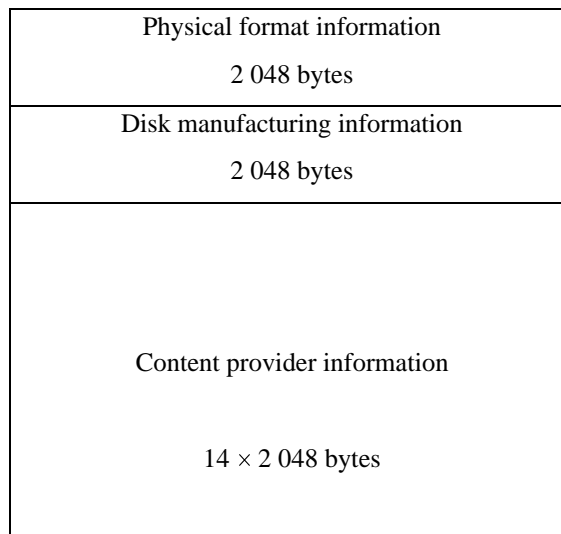 Physical format information
2 048 bytes
Disk manufacturing information
2 048 bytes
Content provider information
14 × 2 048 bytes